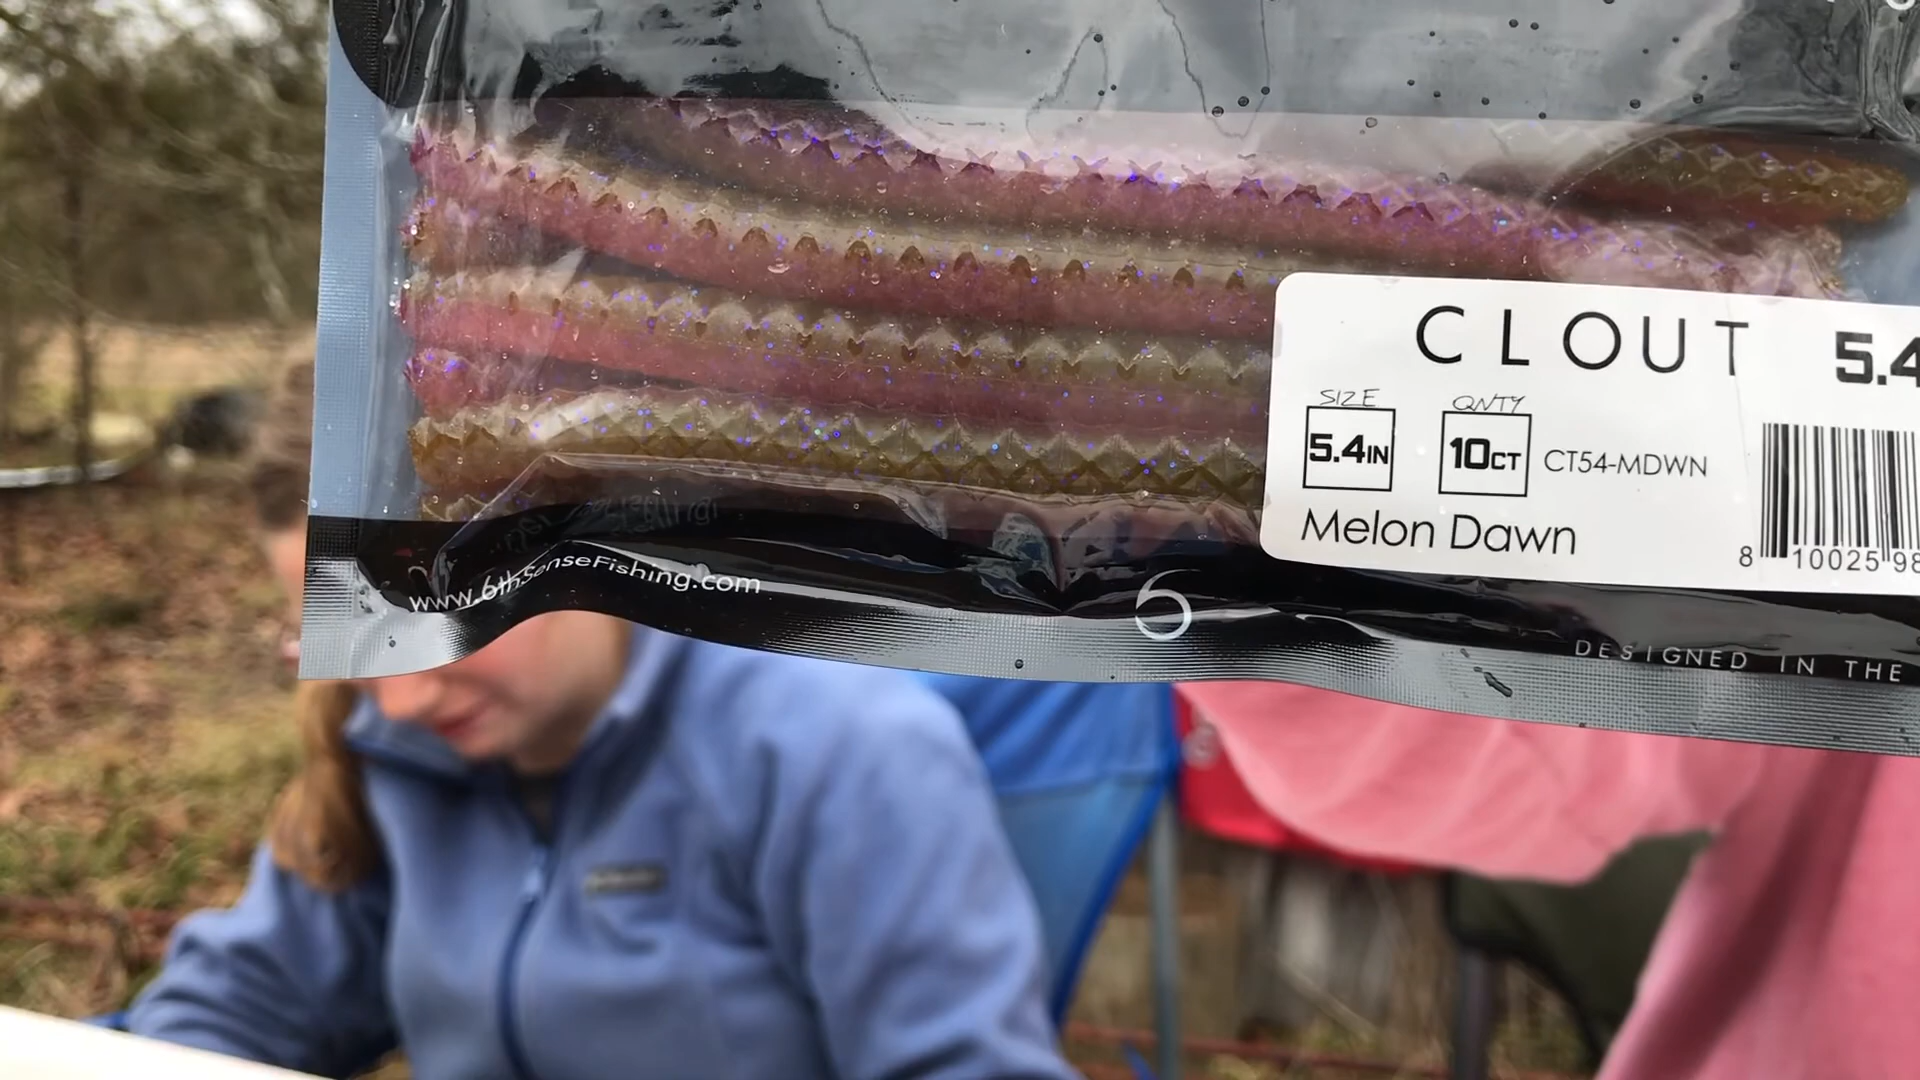 CLOUT 5.4
SIZE QNTY
5.4IN 10CT CT54-MDWN
Melon Dawn
8 10025 98
www.6thSenseFishing.com
6
DESIGNED IN THE